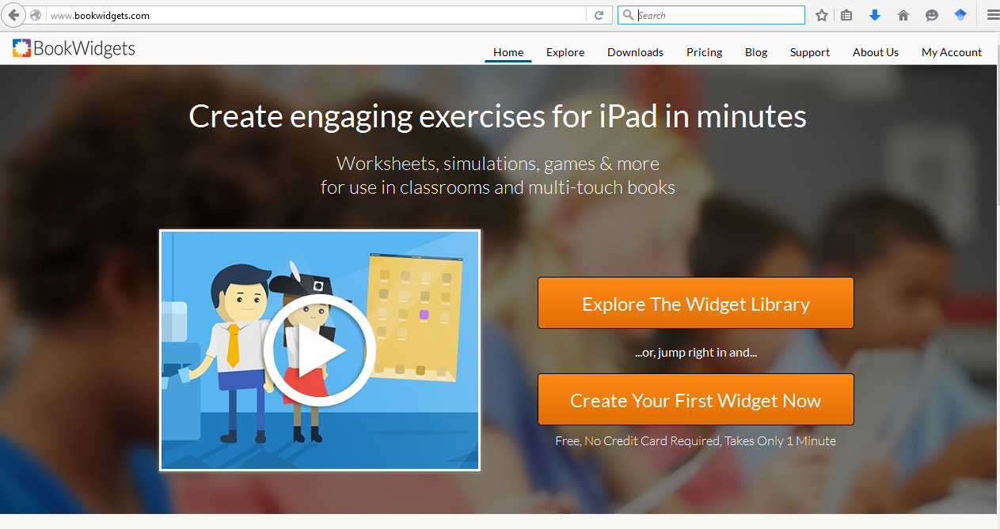 www.bookwidgets.com
Search
BookWidgets
Home Explore Downloads Pricing Blog Support About Us My Account
Create engaging exercises for iPad in minutes
Worksheets, simulations, games & more
for use in classrooms and multi-touch books
Explore The Widget Library
...or, jump right in and...
Create Your First Widget Now
Free, No Credit Card Required, Takes Only 1 Minute